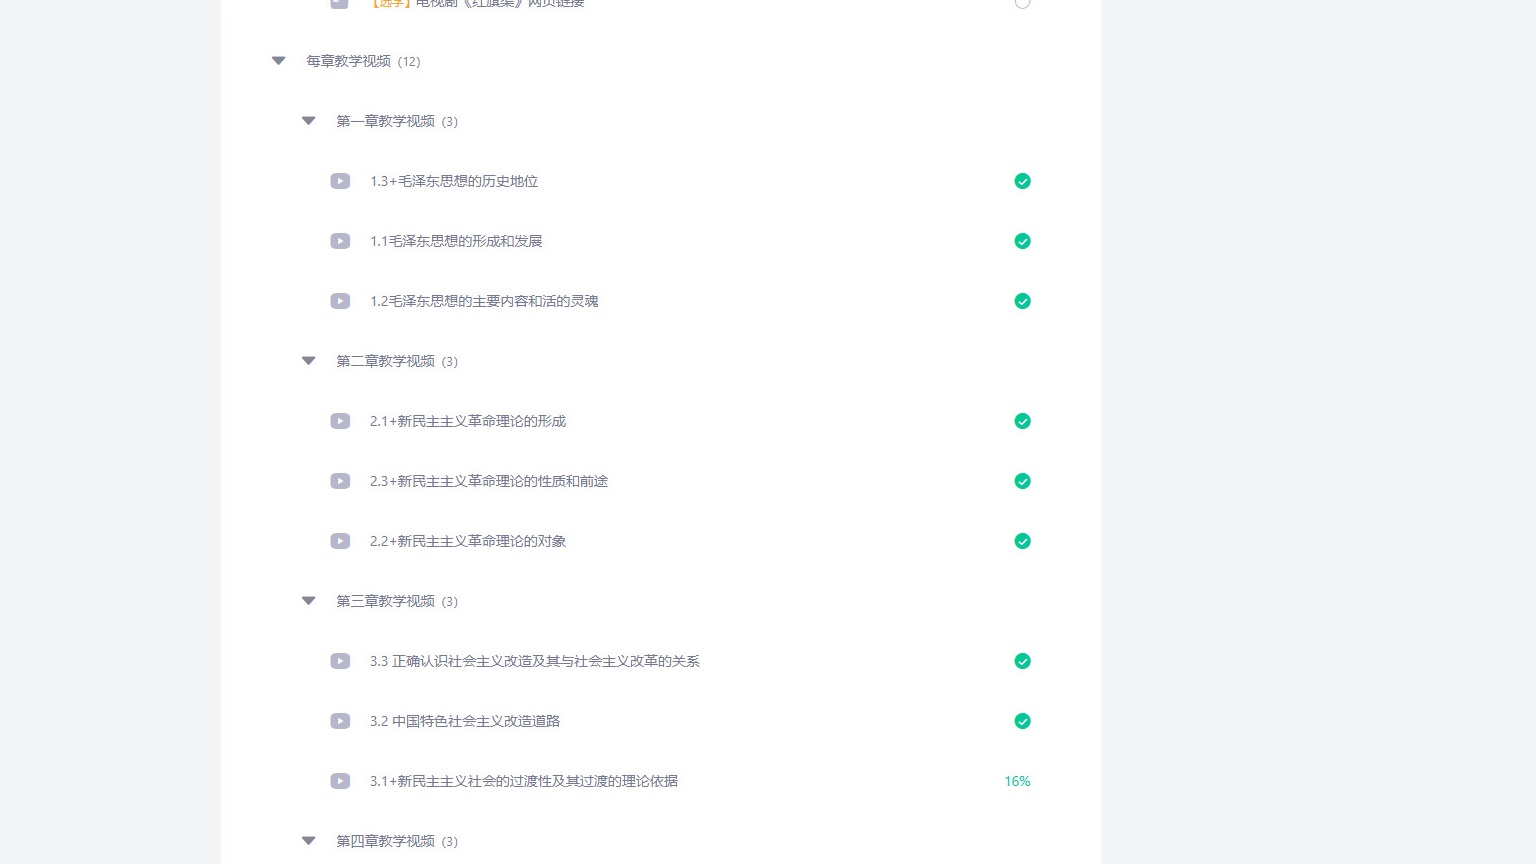 【选学】电视剧《红旗渠》网页链接
每章教学视频 (12)
第一章教学视频 (3)
1.3+毛泽东思想的历史地位
1.1毛泽东思想的形成和发展
1.2毛泽东思想的主要内容和活的灵魂
第二章教学视频 (3)
2.1+新民主主义革命理论的形成
2.3+新民主主义革命理论的性质和前途
2.2+新民主主义革命理论的对象
第三章教学视频 (3)
3.3 正确认识社会主义改造及其与社会主义改革的关系
3.2 中国特色社会主义改造道路
3.1+新民主主义社会的过渡性及其过渡的理论依据 16%
第四章教学视频 (3)